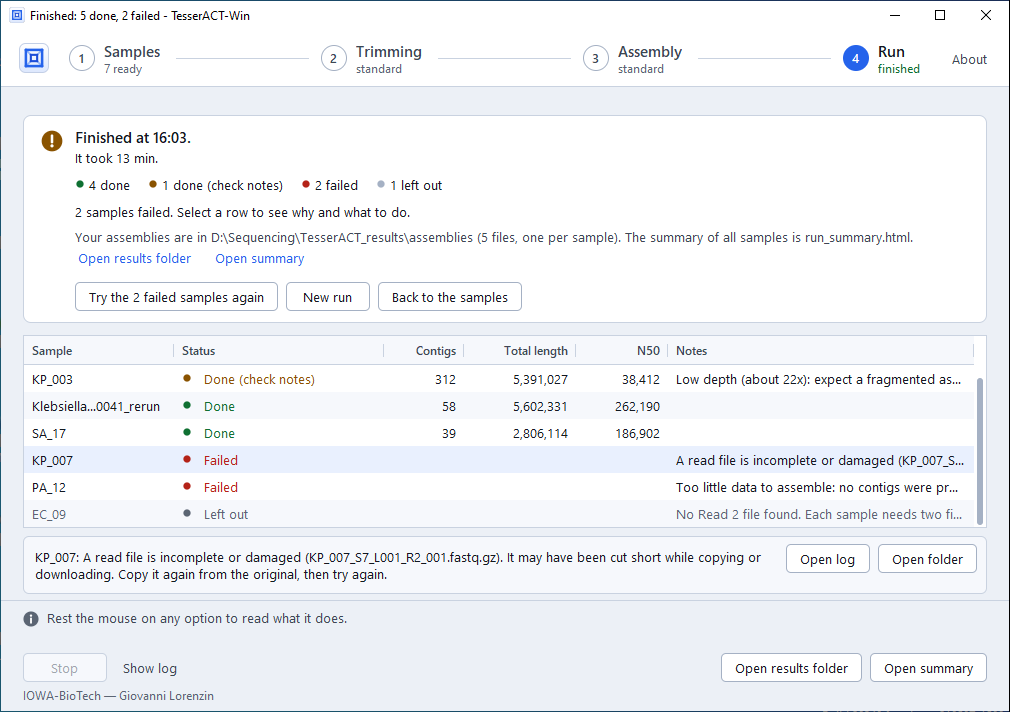 Finished: 5 done, 2 failed - TesserACT-Win
1 Samples
7 ready
2 Trimming
standard
3 Assembly
standard
4 Run
finished
About
Finished at 16:03.
It took 13 min.
4 done 1 done (check notes) 2 failed 1 left out
2 samples failed. Select a row to see why and what to do.
Your assemblies are in D:\Sequencing\TesserACT_results\assemblies (5 files, one per sample). The summary of all samples is run_summary.html.
Open results folder Open summary
Try the 2 failed samples again New run Back to the samples
Sample Status Contigs Total length N50 Notes
KP_003 Done (check notes) 312 5,391,027 38,412 Low depth (about 22x): expect a fragmented as...
Klebsiella...0041_rerun Done 58 5,602,331 262,190
SA_17 Done 39 2,806,114 186,902
KP_007 Failed A read file is incomplete or damaged (KP_007_S...
PA_12 Failed Too little data to assemble: no contigs were pr...
EC_09 Left out No Read 2 file found. Each sample needs two fi...
KP_007: A read file is incomplete or damaged (KP_007_S7_L001_R2_001.fastq.gz). It may have been cut short while copying or
downloading. Copy it again from the original, then try again.
Open log Open folder
Rest the mouse on any option to read what it does.
Stop Show log Open results folder Open summary
IOWA-BioTech — Giovanni Lorenzin